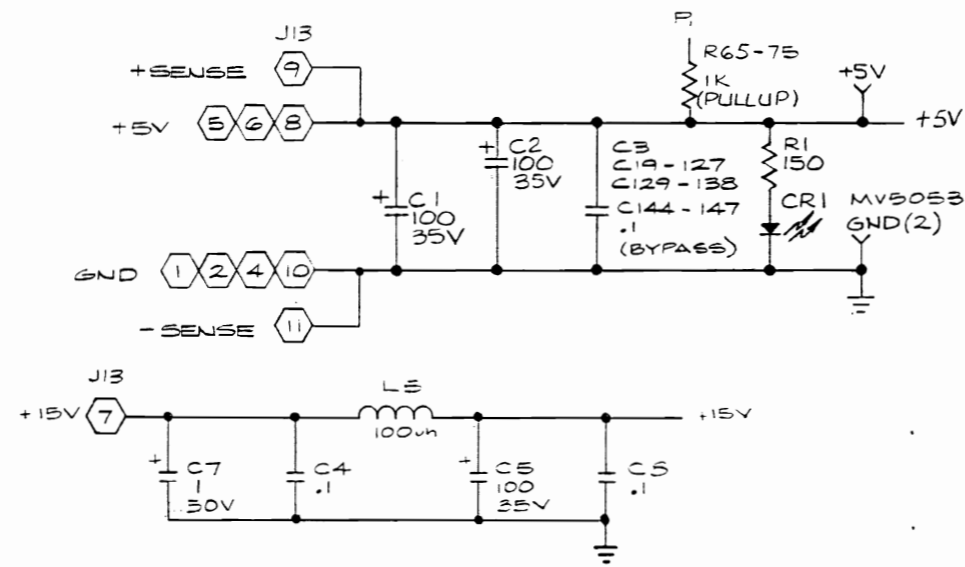 J13
+SENSE 9
+5V 5 6 8
P1
R65-75
1K
(PULLUP)
+5V
+5V
+ C1
100
35V
+ C2
100
35V
C3
C19-127
C129-138
C144-147
.1
(BYPASS)
R1
150
CR1
MV5053
GND(2)
GND 1 2 4 10
-SENSE 11
J13
+15V 7
L5
100uh
+15V
+ C7
1
50V
C4
.1
+ C5
100
35V
.1